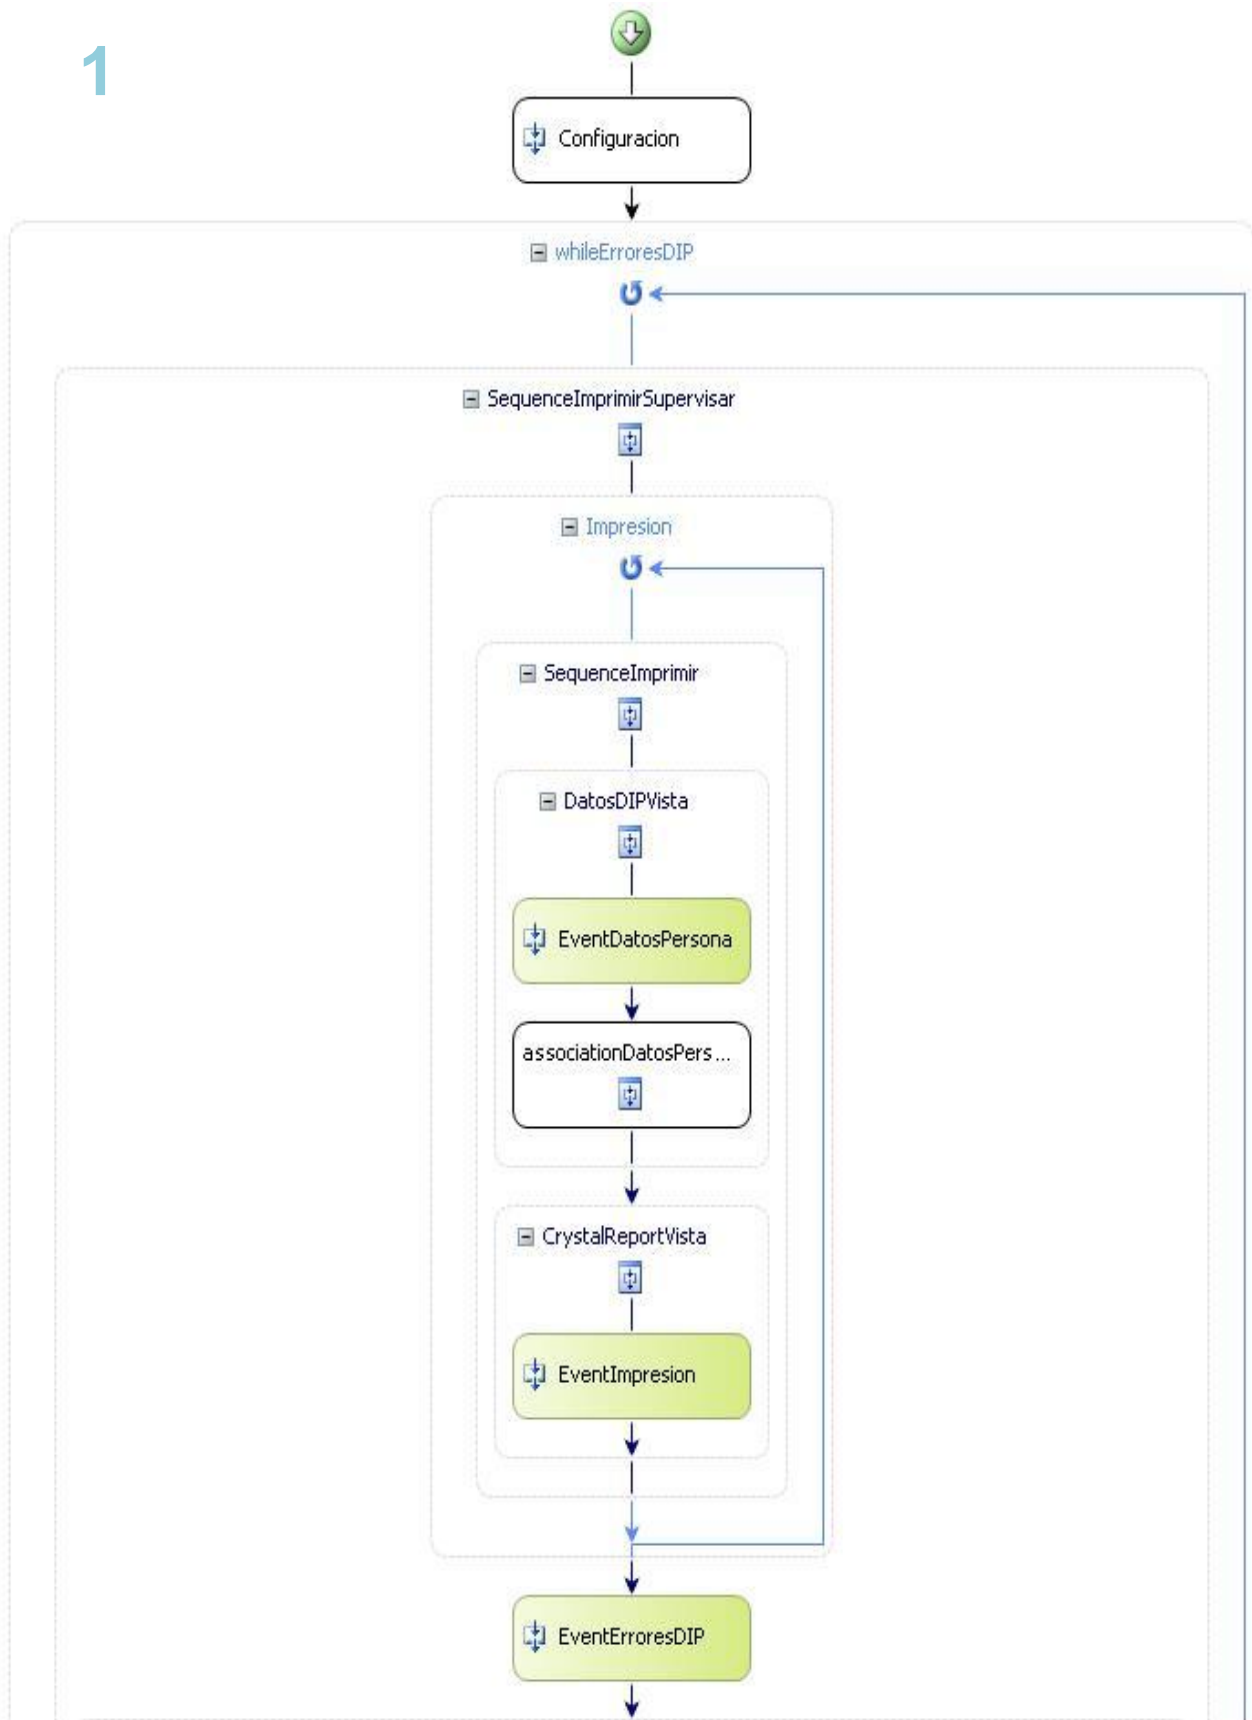 1
Configuracion
whileErroresDIP
SequenceImprimirSupervisar
Impresion
SequenceImprimir
DatosDIPVista
EventDatosPersona
associationDatosPers...
CrystalReportVista
EventImpresion
EventErroresDIP